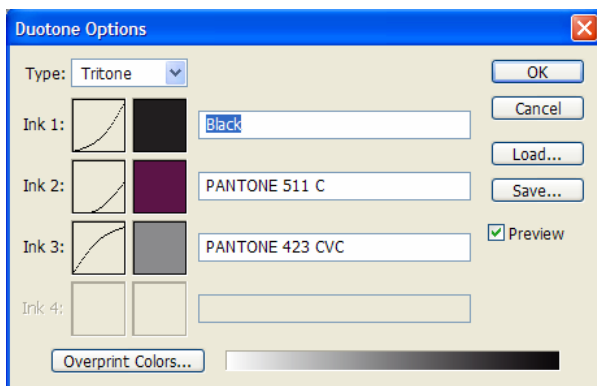 Duotone Options
Type: Tritone
OK
Cancel
Load...
Save...
Preview
Ink 1: Black
Ink 2: PANTONE 511 C
Ink 3: PANTONE 423 CVC
Ink 4:
Overprint Colors...